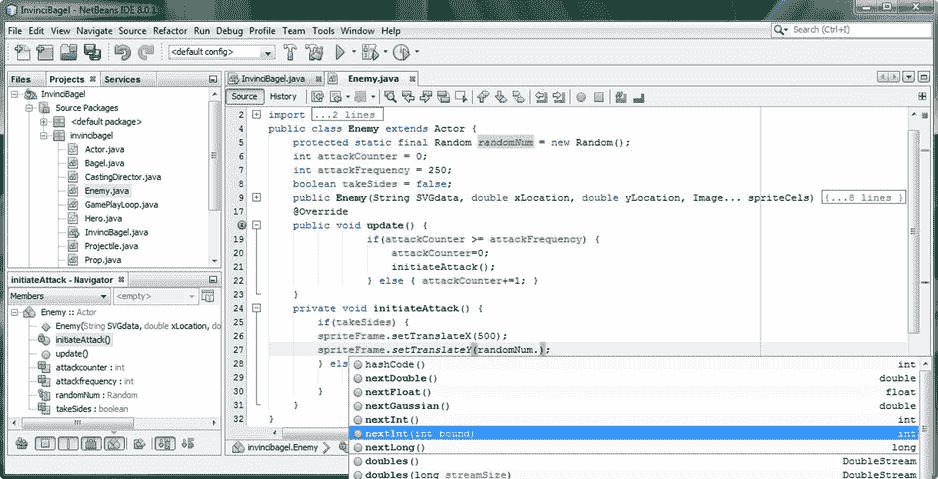 InvinciBagel - NetBeans IDE 8.0.1
File Edit View Navigate Source Refactor Run Debug Profile Team Tools Window Help
Search (Ctrl+I)
<default config>
Files Projects Services
InvinciBagel
Source Packages
<default package>
invincibagel
Actor.java
Bagel.java
CastingDirector.java
Enemy.java
GamePlayLoop.java
Hero.java
InvinciBagel.java
Projectile.java
Prop.java
initiateAttack - Navigator
Members <empty>
Enemy :: Actor
Enemy(String SVGdata, double xLocation, do
initiateAttack()
update()
attackcounter : int
attackfrequency : int
randomNum : Random
takeSides : boolean
InvinciBagel.java Enemy.java
Source History
2 import ...2 lines
4 public class Enemy extends Actor {
5 protected static final Random randomNum = new Random();
6 int attackCounter = 0;
7 int attackFrequency = 250;
8 boolean takeSides = false;
9 public Enemy(String SVGdata, double xLocation, double yLocation, Image... spriteCels) {...8 lines }
17 @Override
public void update() {
19 if(attackCounter >= attackFrequency) {
20 attackCounter=0;
21 initiateAttack();
22 } else { attackCounter+=1; }
23 }
24 private void initiateAttack() {
25 if(takeSides) {
26 spriteFrame.setTranslateX(500);
27 spriteFrame.setTranslateY(randomNum.);
28 } els
29
30 }
31 }
32 }
hashCode() int
nextDouble() double
nextFloat() float
nextGaussian() double
nextInt() int
nextInt(int bound) int
nextLong() long
doubles() DoubleStream
doubles(long streamSize) DoubleStream
invincibagel.Enemy